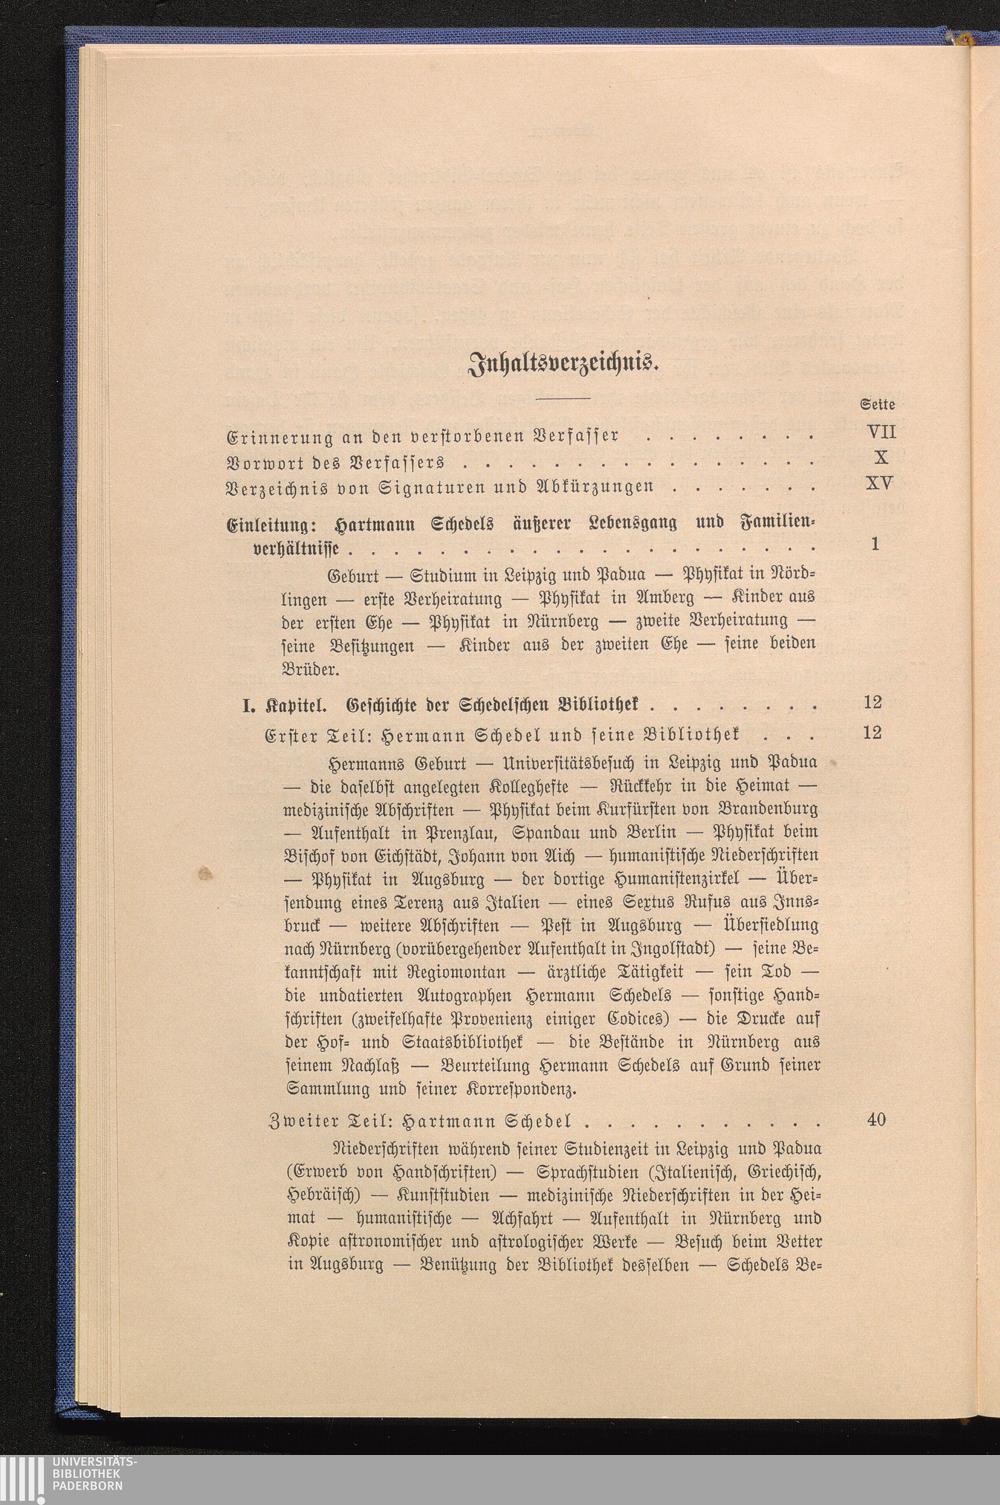 Inhaltsverzeichnis.
Seite
Erinnerung an den verstorbenen Verfasser . . . . . . . . VII
Vorwort des Verfassers . . . . . . . . . . . . . . . . X
Verzeichnis von Signaturen und Abkürzungen . . . . . . . XV
Einleitung: Hartmann Schedels äußerer Lebensgang und Familien-
verhältnisse . . . . . . . . . . . . . . . . . . . . . 1
Geburt — Studium in Leipzig und Padua — Physikat in Nörd-
lingen — erste Verheiratung — Physikat in Amberg — Kinder aus
der ersten Ehe — Physikat in Nürnberg — zweite Verheiratung —
seine Besitzungen — Kinder aus der zweiten Ehe — seine beiden
Brüder.
I. Kapitel. Geschichte der Schedelschen Bibliothek . . . . . . . . 12
Erster Teil: Hermann Schedel und seine Bibliothek . . . 12
Hermanns Geburt — Universitätsbesuch in Leipzig und Padua
— die daselbst angelegten Kolleghefte — Rückkehr in die Heimat —
medizinische Abschriften — Physikat beim Kurfürsten von Brandenburg
— Aufenthalt in Prenzlau, Spandau und Berlin — Physikat beim
Bischof von Eichstädt, Johann von Aich — humanistische Niederschriften
— Physikat in Augsburg — der dortige Humanistenzirkel — Über-
sendung eines Terenz aus Italien — eines Sextus Rufus aus Inns-
bruck — weitere Abschriften — Pest in Augsburg — Übersiedlung
nach Nürnberg (vorübergehender Aufenthalt in Ingolstadt) — seine Be-
kanntschaft mit Regiomontan — ärztliche Tätigkeit — sein Tod —
die undatierten Autographen Hermann Schedels — sonstige Hand-
schriften (zweifelhafte Provenienz einiger Codices) — die Drucke auf
der Hof- und Staatsbibliothek — die Bestände in Nürnberg aus
seinem Nachlaß — Beurteilung Hermann Schedels auf Grund seiner
Sammlung und seiner Korrespondenz.
Zweiter Teil: Hartmann Schedel . . . . . . . . . . . 40
Niederschriften während seiner Studienzeit in Leipzig und Padua
(Erwerb von Handschriften) — Sprachstudien (Italienisch, Griechisch,
Hebräisch) — Kunststudien — medizinische Niederschriften in der Hei-
mat — humanistische — Achfahrt — Aufenthalt in Nürnberg und
Kopie astronomischer und astrologischer Werke — Besuch beim Vetter
in Augsburg — Benützung der Bibliothek desselben — Schedels Be-
UNIVERSITÄTS-
BIBLIOTHEK
PADERBORN